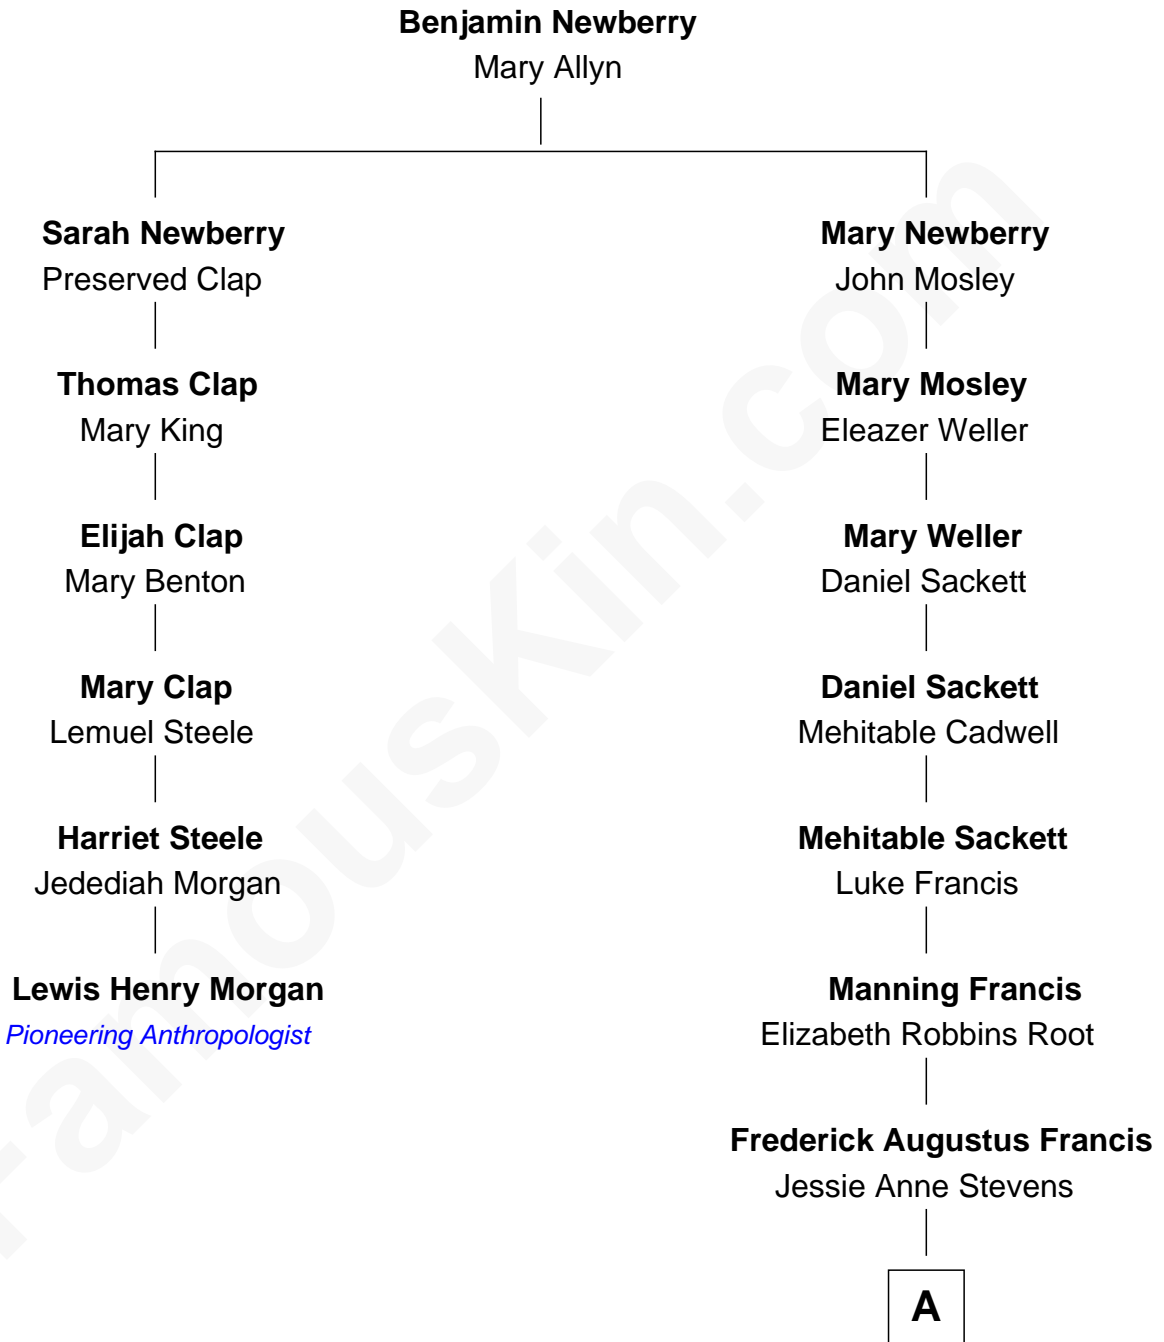 Benjamin Newberry
Mary Allyn
Sarah Newberry
Preserved Clap
Mary Newberry
John Mosley
Thomas Clap
Mary King
Mary Mosley
Eleazer Weller
Elijah Clap
Mary Benton
Mary Weller
Daniel Sackett
Mary Clap
Lemuel Steele
Daniel Sackett
Mehitable Cadwell
Harriet Steele
Jedediah Morgan
Mehitable Sackett
Luke Francis
Lewis Henry Morgan
Pioneering Anthropologist
Manning Francis
Elizabeth Robbins Root
Frederick Augustus Francis
Jessie Anne Stevens
A
FamousKin.com